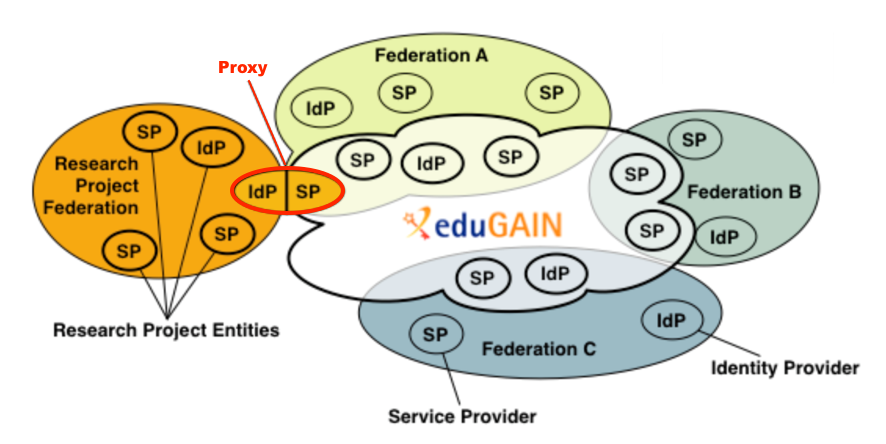 Federation A
Proxy
IdP
SP
SP
SP
IdP
SP
IdP
SP
SP
Research
Project
Federation
IdP
SP
SP
SP
SP
IdP
Federation B
eduGAIN
SP
IdP
SP
IdP
SP
IdP
Federation C
Research Project Entities
Identity Provider
Service Provider